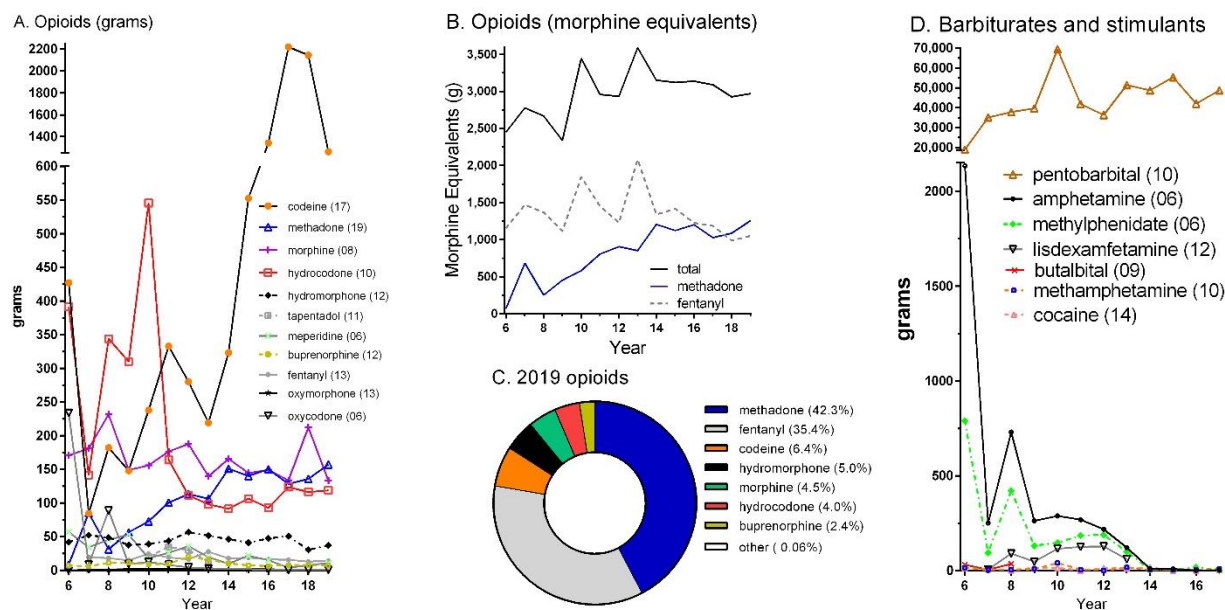 A. Opioids (grams)
2200
2000
1800
1600
1400
1200
600
550
500
450
400
350
300
250
200
150
100
50
0
grams
6 8 10 12 14 16 18
Year
codeine (17)
methadone (19)
morphine (08)
hydrocodone (10)
hydromorphone (12)
tapentadol (11)
meperidine (06)
buprenorphine (12)
fentanyl (13)
oxymorphone (13)
oxycodone (06)
B. Opioids (morphine equivalents)
3,500
3,000
2,500
2,000
1,500
1,000
500
0
Morphine Equivalents (g)
6 8 10 12 14 16 18
Year
total
methadone
fentanyl
C. 2019 opioids
methadone (42.3%)
fentanyl (35.4%)
codeine (6.4%)
hydromorphone (5.0%)
morphine (4.5%)
hydrocodone (4.0%)
buprenorphine (2.4%)
other ( 0.06%)
D. Barbiturates and stimulants
70,000
60,000
50,000
40,000
30,000
20,000
2000
1500
1000
500
0
grams
6 8 10 12 14 16
Year
pentobarbital (10)
amphetamine (06)
methylphenidate (06)
lisdexamfetamine (12)
butalbital (09)
methamphetamine (10)
cocaine (14)